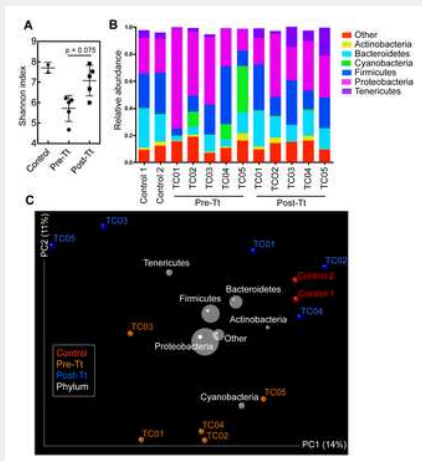 A
Shannon index
10
8
6
4
2
p = 0.075
Control
Pre-Tt
Post-Tt
B
Relative abundance
1.0
0.8
0.6
0.4
0.2
0.0
Control 1
Control 2
TC01
TC02
TC03
TC04
TC05
TC01
TC02
TC03
TC04
TC05
Pre-Tt
Post-Tt
Other
Actinobacteria
Bacteroidetes
Cyanobacteria
Firmicutes
Proteobacteria
Tenericutes
C
PC2 (11%)
TC03
TC05
TC01
Tenericutes
TC02
Control 2
Bacteroidetes
Control 1
Firmicutes
TC04
Actinobacteria
TC03
Other
Proteobacteria
Control
Pre-Tt
Post-Tt
Phylum
TC05
Cyanobacteria
TC04
TC01
TC02
PC1 (14%)